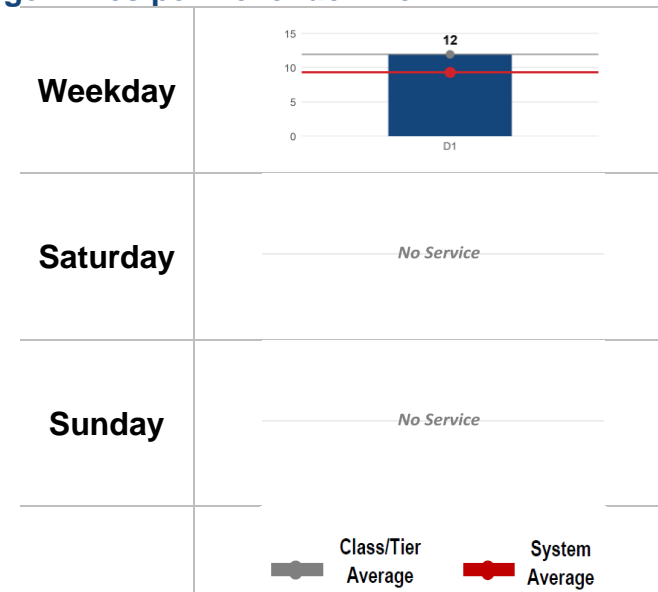 Weekday
15
10
5
0
12
D1
Saturday
No Service
Sunday
No Service
Class/Tier
Average
System
Average